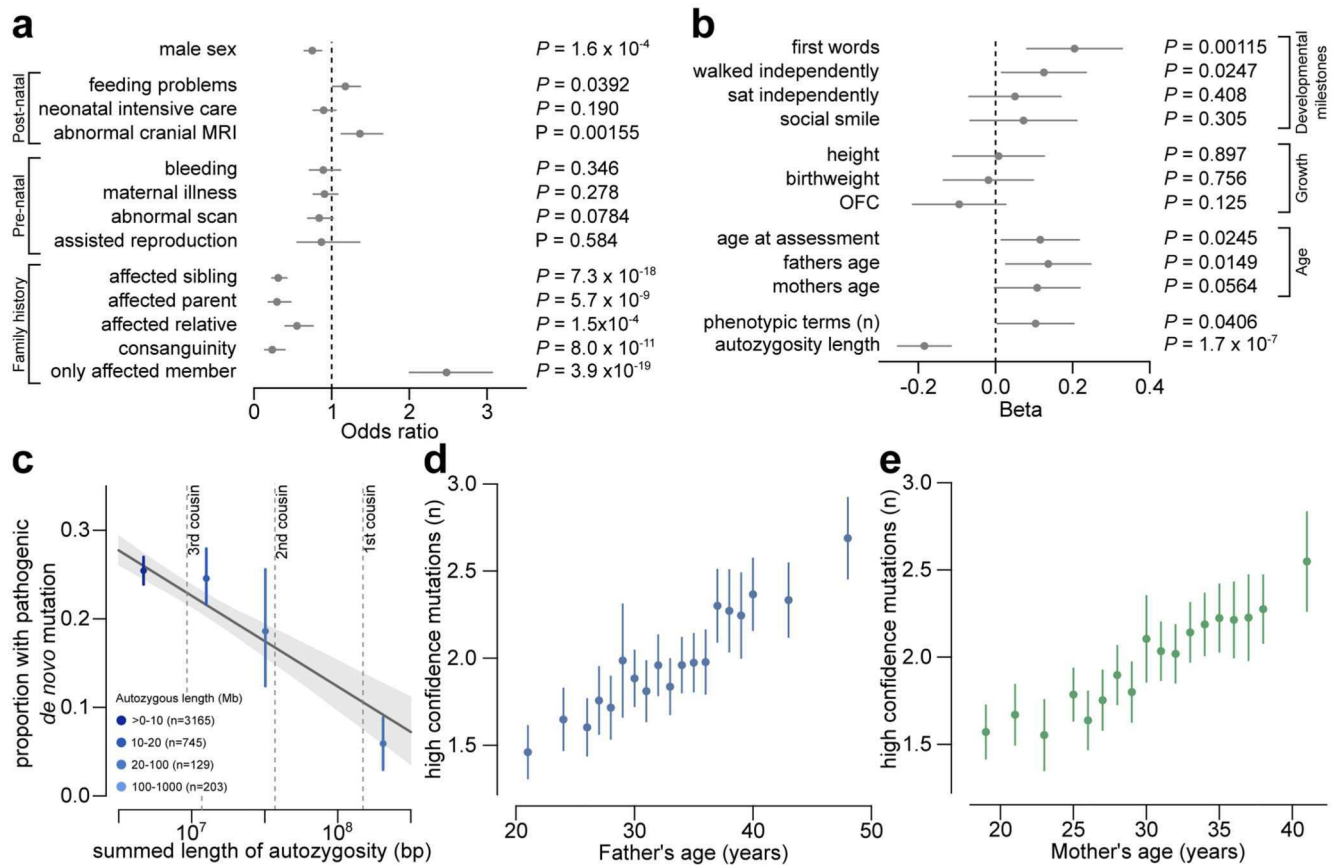 a
male sex P = 1.6 x 10⁻⁴
Post-natal
feeding problems P = 0.0392
neonatal intensive care P = 0.190
abnormal cranial MRI P = 0.00155
Pre-natal
bleeding P = 0.346
maternal illness P = 0.278
abnormal scan P = 0.0784
assisted reproduction P = 0.584
Family history
affected sibling P = 7.3 x 10⁻¹⁸
affected parent P = 5.7 x 10⁻⁹
affected relative P = 1.5x10⁻⁴
consanguinity P = 8.0 x 10⁻¹¹
only affected member P = 3.9 x10⁻¹⁹
0 1 2 3
Odds ratio
b
first words P = 0.00115
walked independently P = 0.0247
sat independently P = 0.408
social smile P = 0.305
Developmental
milestones
height P = 0.897
birthweight P = 0.756
OFC P = 0.125
Growth
age at assessment P = 0.0245
fathers age P = 0.0149
mothers age P = 0.0564
Age
phenotypic terms (n) P = 0.0406
autozygosity length P = 1.7 x 10⁻⁷
-0.2 0.0 0.2 0.4
Beta
c
proportion with pathogenic
de novo mutation
0.3
0.2
0.1
0.0
3rd cousin
2nd cousin
1st cousin
Autozygous length (Mb)
>0-10 (n=3165)
10-20 (n=745)
20-100 (n=129)
100-1000 (n=203)
10⁷ 10⁸
summed length of autozygosity (bp)
d
high confidence mutations (n)
3.0
2.5
2.0
1.5
20 30 40 50
Father's age (years)
e
high confidence mutations (n)
3.0
2.5
2.0
1.5
20 25 30 35 40
Mother's age (years)